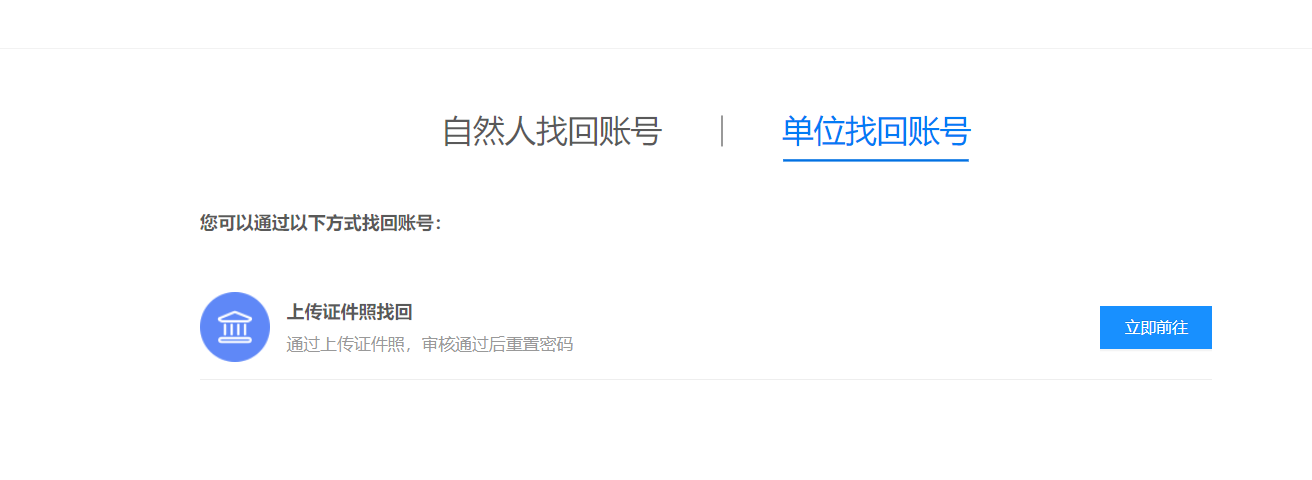 自然人找回账号 | 单位找回账号
您可以通过以下方式找回账号：
上传证件照找回
通过上传证件照，审核通过后重置密码
立即前往